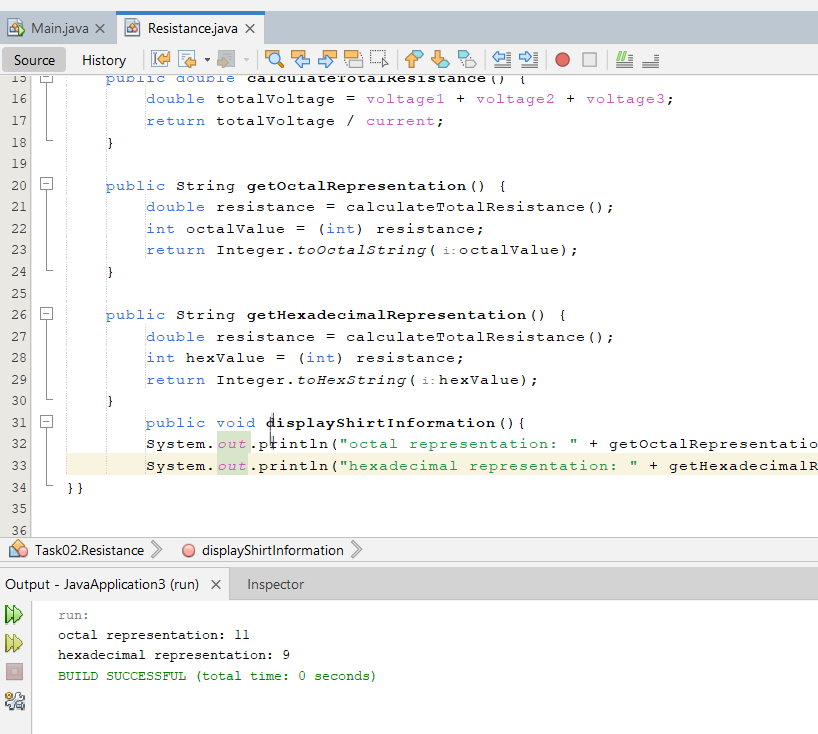 Main.java Resistance.java
Source History
15 public double calculateTotalResistance() {
16 double totalVoltage = voltage1 + voltage2 + voltage3;
17 return totalVoltage / current;
18 }
19
20 public String getOctalRepresentation() {
21 double resistance = calculateTotalResistance();
22 int octalValue = (int) resistance;
23 return Integer.toOctalString( i: octalValue);
24 }
25
26 public String getHexadecimalRepresentation() {
27 double resistance = calculateTotalResistance();
28 int hexValue = (int) resistance;
29 return Integer.toHexString( i: hexValue);
30 }
31 public void displayShirtInformation(){
32 System.out.println("octal representation: " + getOctalRepresentatio
33 System.out.println("hexadecimal representation: " + getHexadecimalR
34 }}
35
36
Task02.Resistance displayShirtInformation
Output - JavaApplication3 (run) Inspector
run:
octal representation: 11
hexadecimal representation: 9
BUILD SUCCESSFUL (total time: 0 seconds)